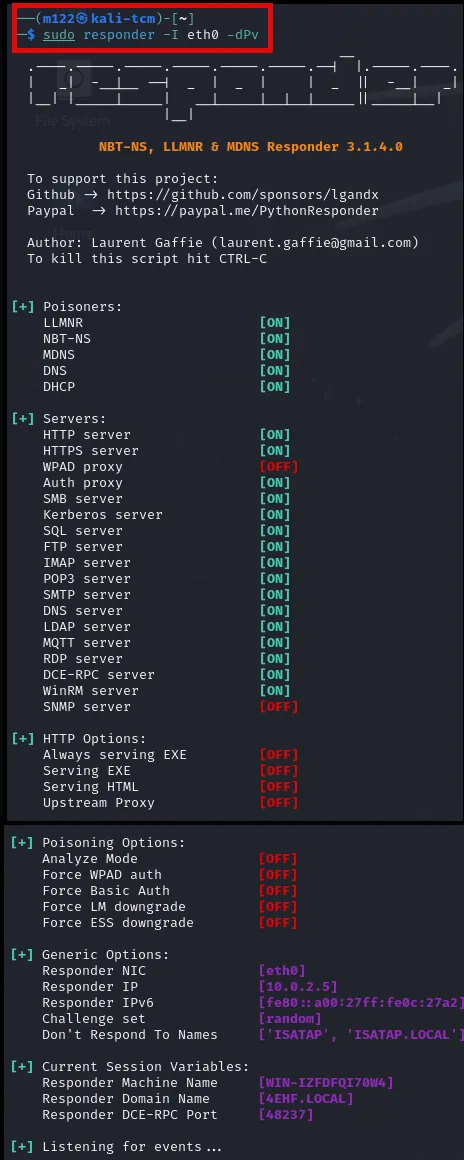 (m122㉿kali-tcm)-[~]
$ sudo responder -I eth0 -dPv
File System
NBT-NS, LLMNR & MDNS Responder 3.1.4.0
To support this project:
Github -> https://github.com/sponsors/lgandx
Paypal  -> https://paypal.me/PythonResponder
Home
Author: Laurent Gaffie (laurent.gaffie@gmail.com)
To kill this script hit CTRL-C
[+] Poisoners:
LLMNR [ON]
NBT-NS [ON]
MDNS [ON]
DNS [ON]
DHCP [ON]
[+] Servers:
HTTP server [ON]
HTTPS server [ON]
WPAD proxy [OFF]
Auth proxy [ON]
SMB server [ON]
Kerberos server [ON]
SQL server [ON]
FTP server [ON]
IMAP server [ON]
POP3 server [ON]
SMTP server [ON]
DNS server [ON]
LDAP server [ON]
MQTT server [ON]
RDP server [ON]
DCE-RPC server [ON]
WinRM server [ON]
SNMP server [OFF]
[+] HTTP Options:
Always serving EXE [OFF]
Serving EXE [OFF]
Serving HTML [OFF]
Upstream Proxy [OFF]
[+] Poisoning Options:
Analyze Mode [OFF]
Force WPAD auth [OFF]
Force Basic Auth [OFF]
Force LM downgrade [OFF]
Force ESS downgrade [OFF]
[+] Generic Options:
Responder NIC [eth0]
Responder IP [10.0.2.5]
Responder IPv6 [fe80::a00:27ff:fe0c:27a2]
Challenge set [random]
Don't Respond To Names ['ISATAP', 'ISATAP.LOCAL']
[+] Current Session Variables:
Responder Machine Name [WIN-IZFDFQI70W4]
Responder Domain Name [4EHF.LOCAL]
Responder DCE-RPC Port [48237]
[+] Listening for events...